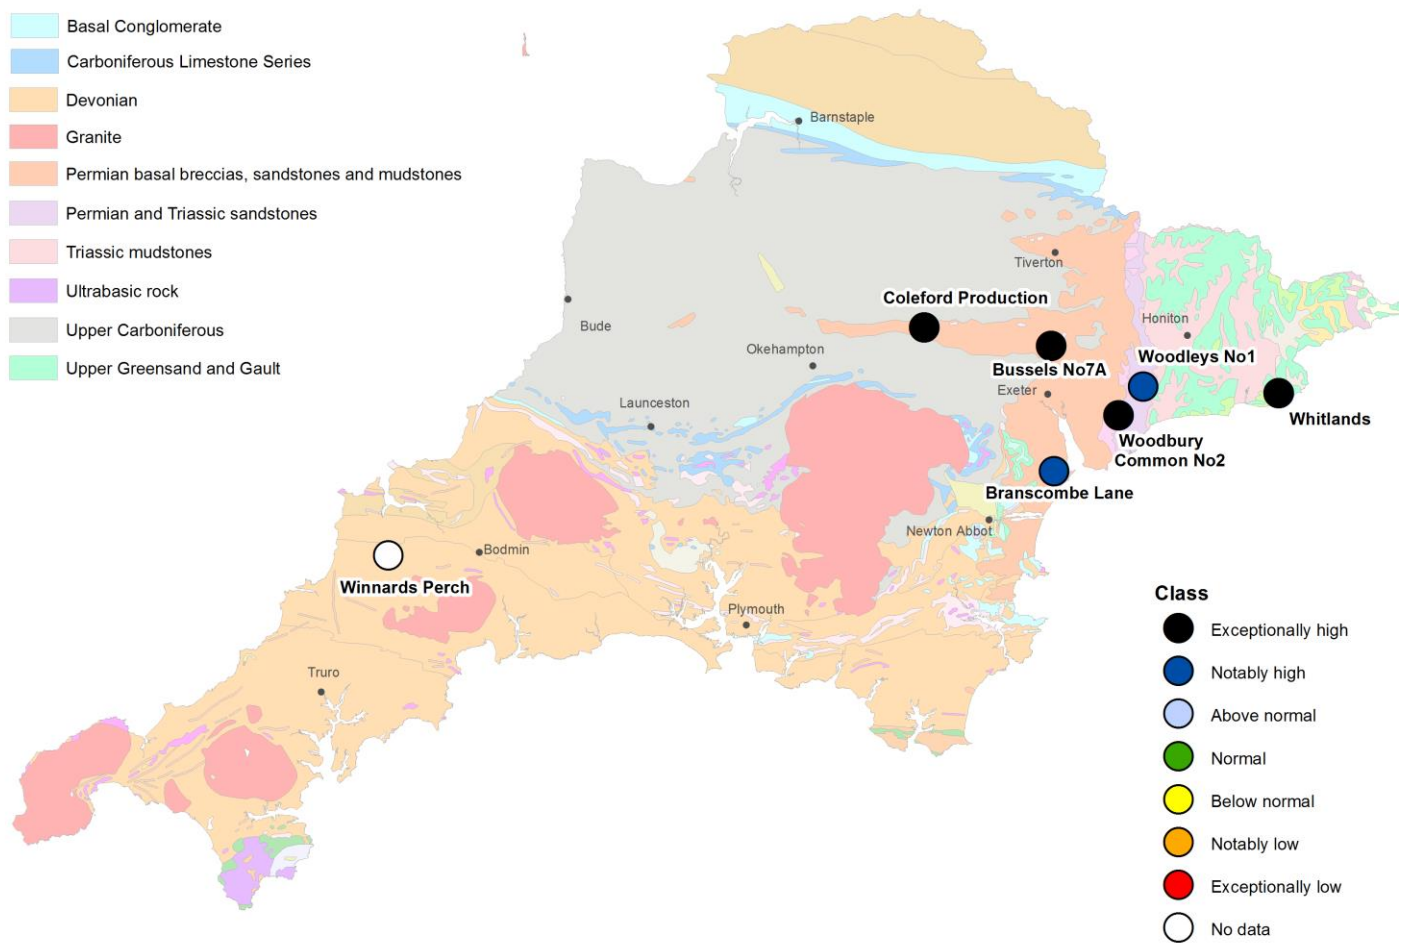 Basal Conglomerate
Carboniferous Limestone Series
Devonian
Granite
Permian basal breccias, sandstones and mudstones
Permian and Triassic sandstones
Triassic mudstones
Ultrabasic rock
Upper Carboniferous
Upper Greensand and Gault
Barnstaple
Tiverton
Coleford Production
Bude
Honiton
Okehampton
Woodleys No1
Bussels No7A
Exeter
Launceston
Whitlands
Woodbury
Common No2
Branscombe Lane
Newton Abbot
Bodmin
Winnards Perch
Plymouth
Truro
Class
Exceptionally high
Notably high
Above normal
Normal
Below normal
Notably low
Exceptionally low
No data